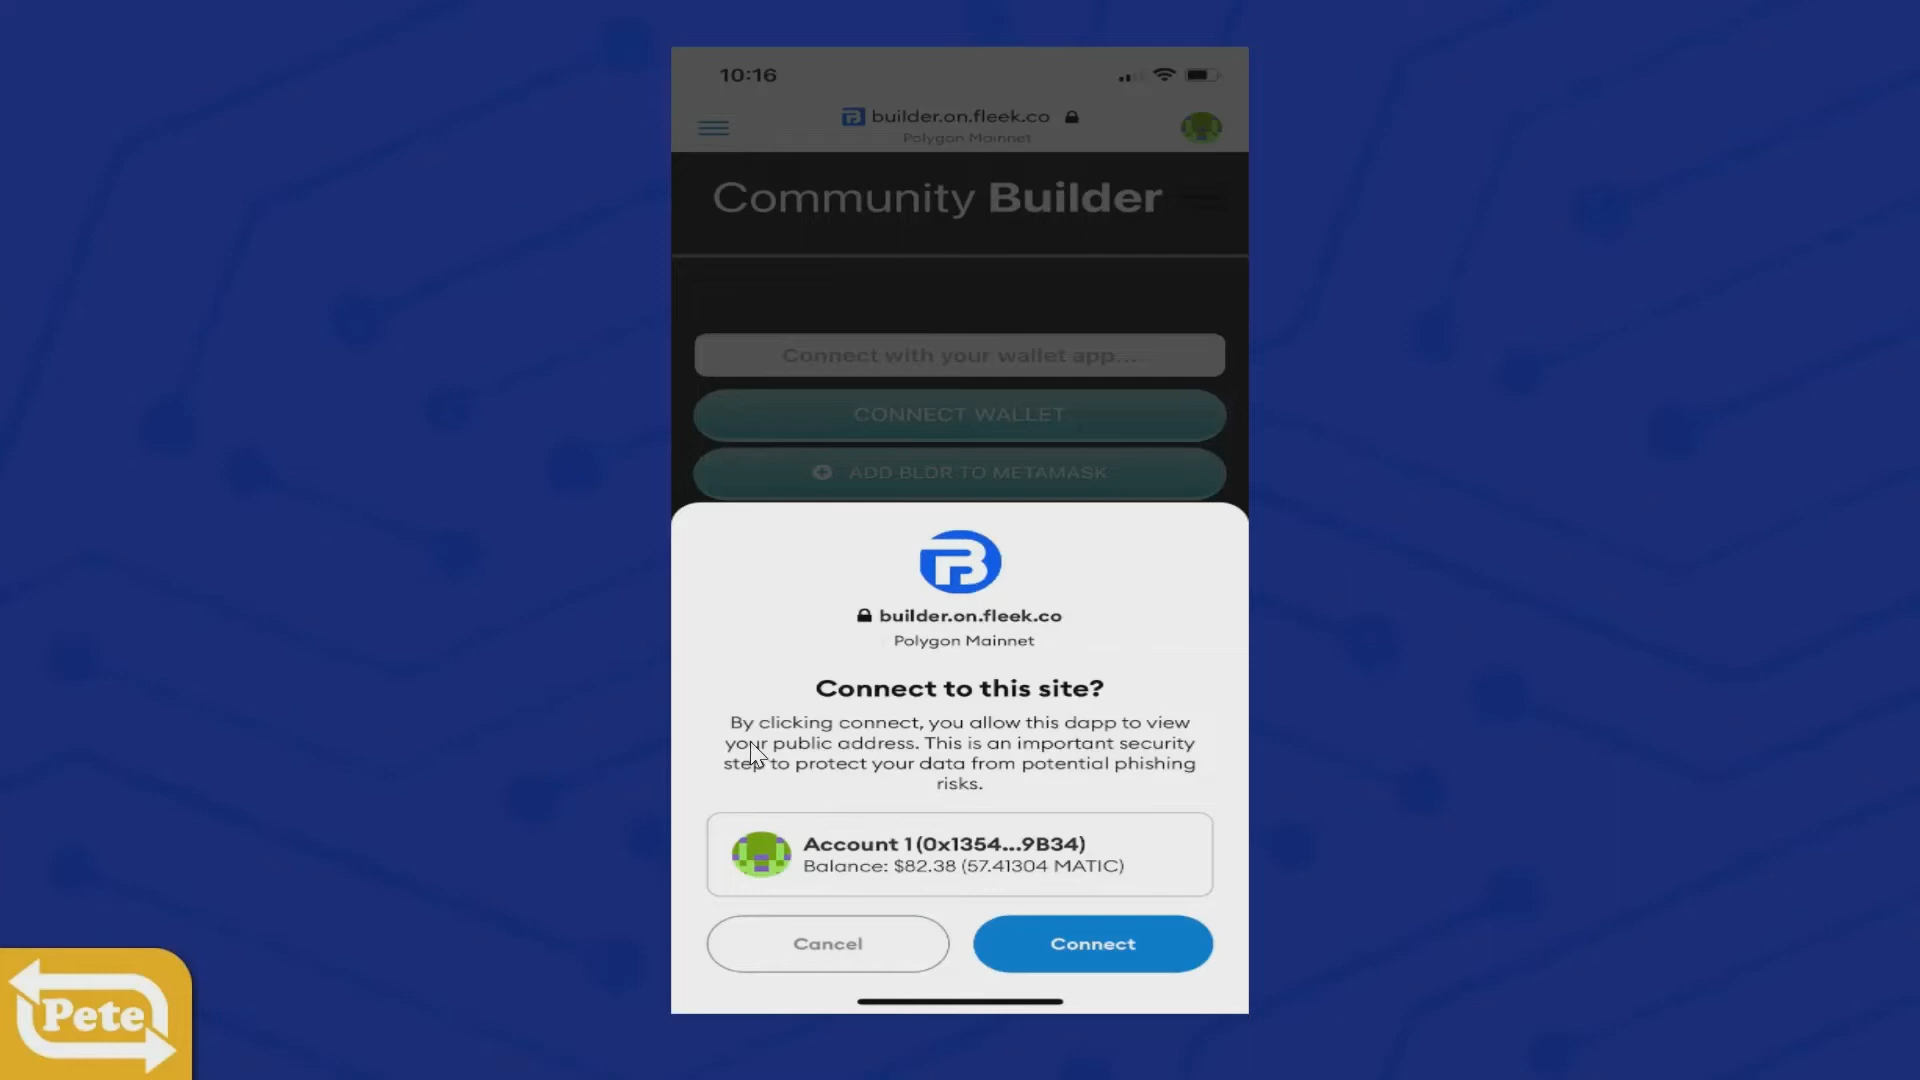 10:16
builder.on.fleek.co
Polygon Mainnet
Community Builder
Connect with your wallet app...
CONNECT WALLET
ADD BLDR TO METAMASK
builder.on.fleek.co
Polygon Mainnet
Connect to this site?
By clicking connect, you allow this dapp to view
your public address. This is an important security
step to protect your data from potential phishing
risks.
Account 1 (0x1354...9B34)
Balance: $82.38 (57.41304 MATIC)
Cancel
Connect
Pete